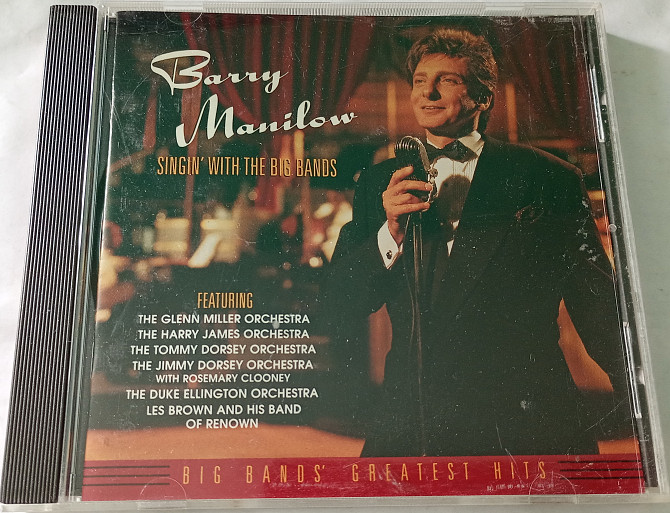 Barry
Manilow
SINGIN' WITH THE BIG BANDS
FEATURING
THE GLENN MILLER ORCHESTRA
THE HARRY JAMES ORCHESTRA
THE TOMMY DORSEY ORCHESTRA
THE JIMMY DORSEY ORCHESTRA
WITH ROSEMARY CLOONEY
THE DUKE ELLINGTON ORCHESTRA
LES BROWN AND HIS BAND
OF RENOWN
BIG BANDS' GREATEST HITS